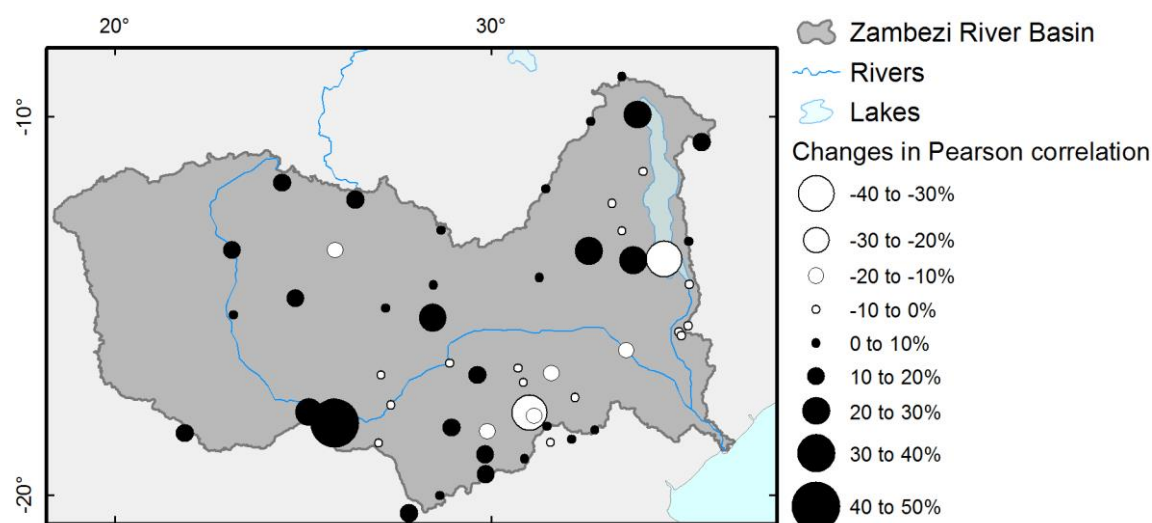 20°
30°
-10°
-20°
Zambezi River Basin
Rivers
Lakes
Changes in Pearson correlation
-40 to -30%
-30 to -20%
-20 to -10%
-10 to 0%
0 to 10%
10 to 20%
20 to 30%
30 to 40%
40 to 50%